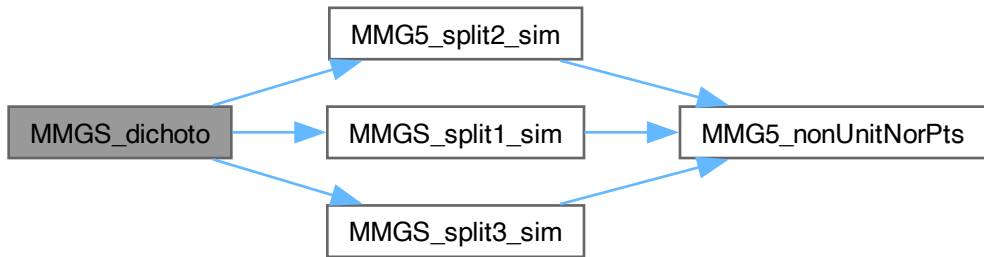 MMG5_split2_sim
MMGS_dichoto
MMGS_split1_sim
MMG5_nonUnitNorPts
MMGS_split3_sim